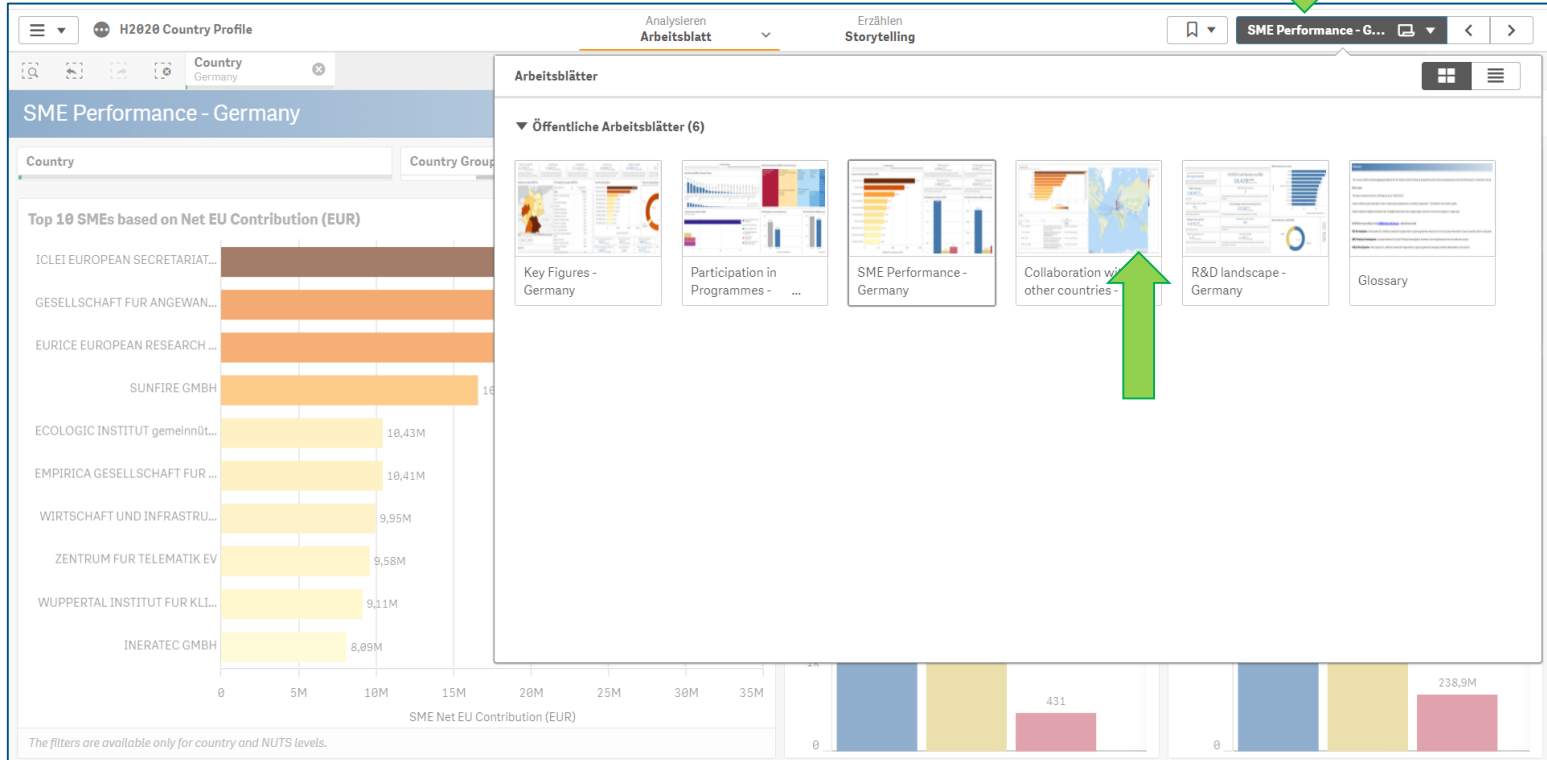 H2020 Country Profile
Analysieren
Arbeitsblatt
Erzählen
Storytelling
SME Performance - G...
Country
Germany
SME Performance - Germany
Country
Country Group
Top 10 SMEs based on Net EU Contribution (EUR)
ICLEI EUROPEAN SECRETARIAT...
GESELLSCHAFT FUR ANGEWAN...
EURICE EUROPEAN RESEARCH ...
SUNFIRE GMBH
ECOLOGIC INSTITUT gemeinnüt...
10,43M
EMPIRICA GESELLSCHAFT FUR ...
10,41M
WIRTSCHAFT UND INFRASTRU...
9,95M
ZENTRUM FUR TELEMATIK EV
9,58M
WUPPERTAL INSTITUT FUR KLI...
9,11M
INERATEC GMBH
8,09M
0 5M 10M 15M 20M 25M 30M 35M
SME Net EU Contribution (EUR)
The filters are available only for country and NUTS levels.
Arbeitsblätter
Öffentliche Arbeitsblätter (6)
Key Figures -
Germany
Participation in
Programmes - ...
SME Performance -
Germany
Collaboration wi
other countries -
R&D landscape -
Germany
Glossary
431
0
238,9M
0